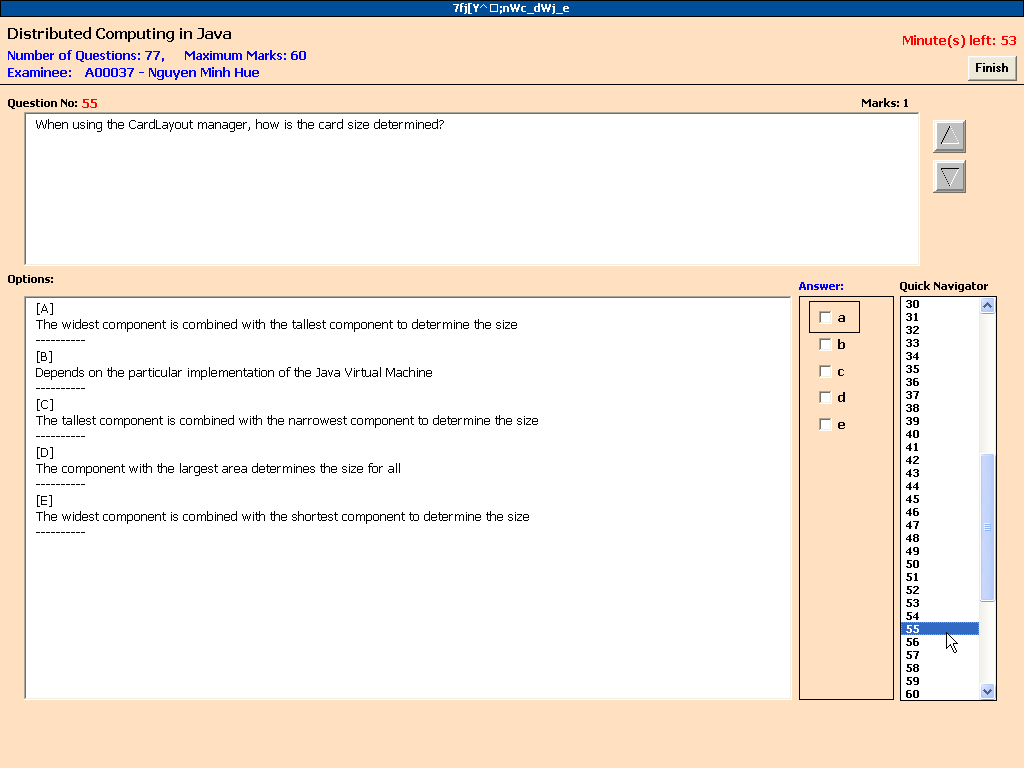 7fj[Y^ □;nWc_dWj_e
Distributed Computing in Java
Number of Questions: 77, Maximum Marks: 60
Minute(s) left: 53
Examinee: A00037 - Nguyen Minh Hue
Finish
Question No: 55
Marks: 1
When using the CardLayout manager, how is the card size determined?
Options:
[A]
The widest component is combined with the tallest component to determine the size
----------
[B]
Depends on the particular implementation of the Java Virtual Machine
----------
[C]
The tallest component is combined with the narrowest component to determine the size
----------
[D]
The component with the largest area determines the size for all
----------
[E]
The widest component is combined with the shortest component to determine the size
----------
Answer:
a
b
c
d
e
Quick Navigator
30
31
32
33
34
35
36
37
38
39
40
41
42
43
44
45
46
47
48
49
50
51
52
53
54
55
56
57
58
59
60